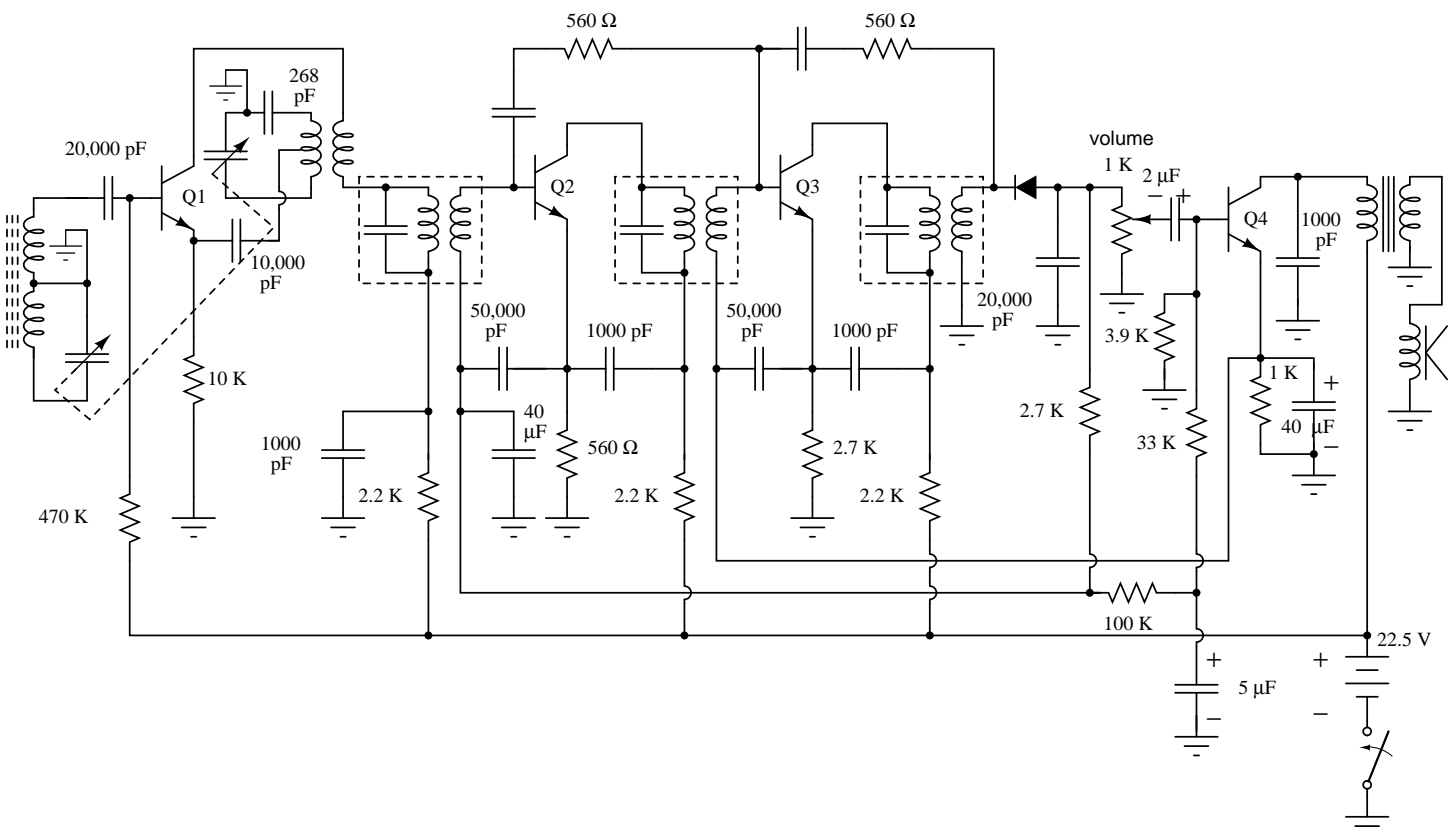 560 Ω
560 Ω
268
pF
volume
1 K
2 µF
−
+
20,000 pF
Q1
Q2
Q3
Q4
1000
pF
10,000
pF
50,000
pF
1000 pF
50,000
pF
1000 pF
20,000
pF
3.9 K
10 K
1 K
+
40 µF
−
40
µF
2.7 K
33 K
1000
pF
560 Ω
2.7 K
2.2 K
2.2 K
2.2 K
470 K
100 K
22.5 V
+
5 µF
−
+
−